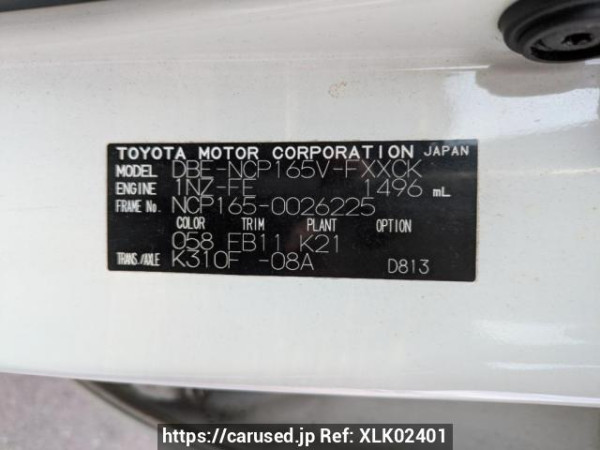 TOYOTA MOTOR CORPORATION JAPAN
MODEL DBE-NCP165V-FXXCK
ENGINE 1NZ-FE 1496 mL
FRAME No. NCP165-0026225
COLOR TRIM PLANT OPTION
058 FB11 K21
TRANS/AXLE K310F -08A D813
https://carused.jp Ref: XLK02401